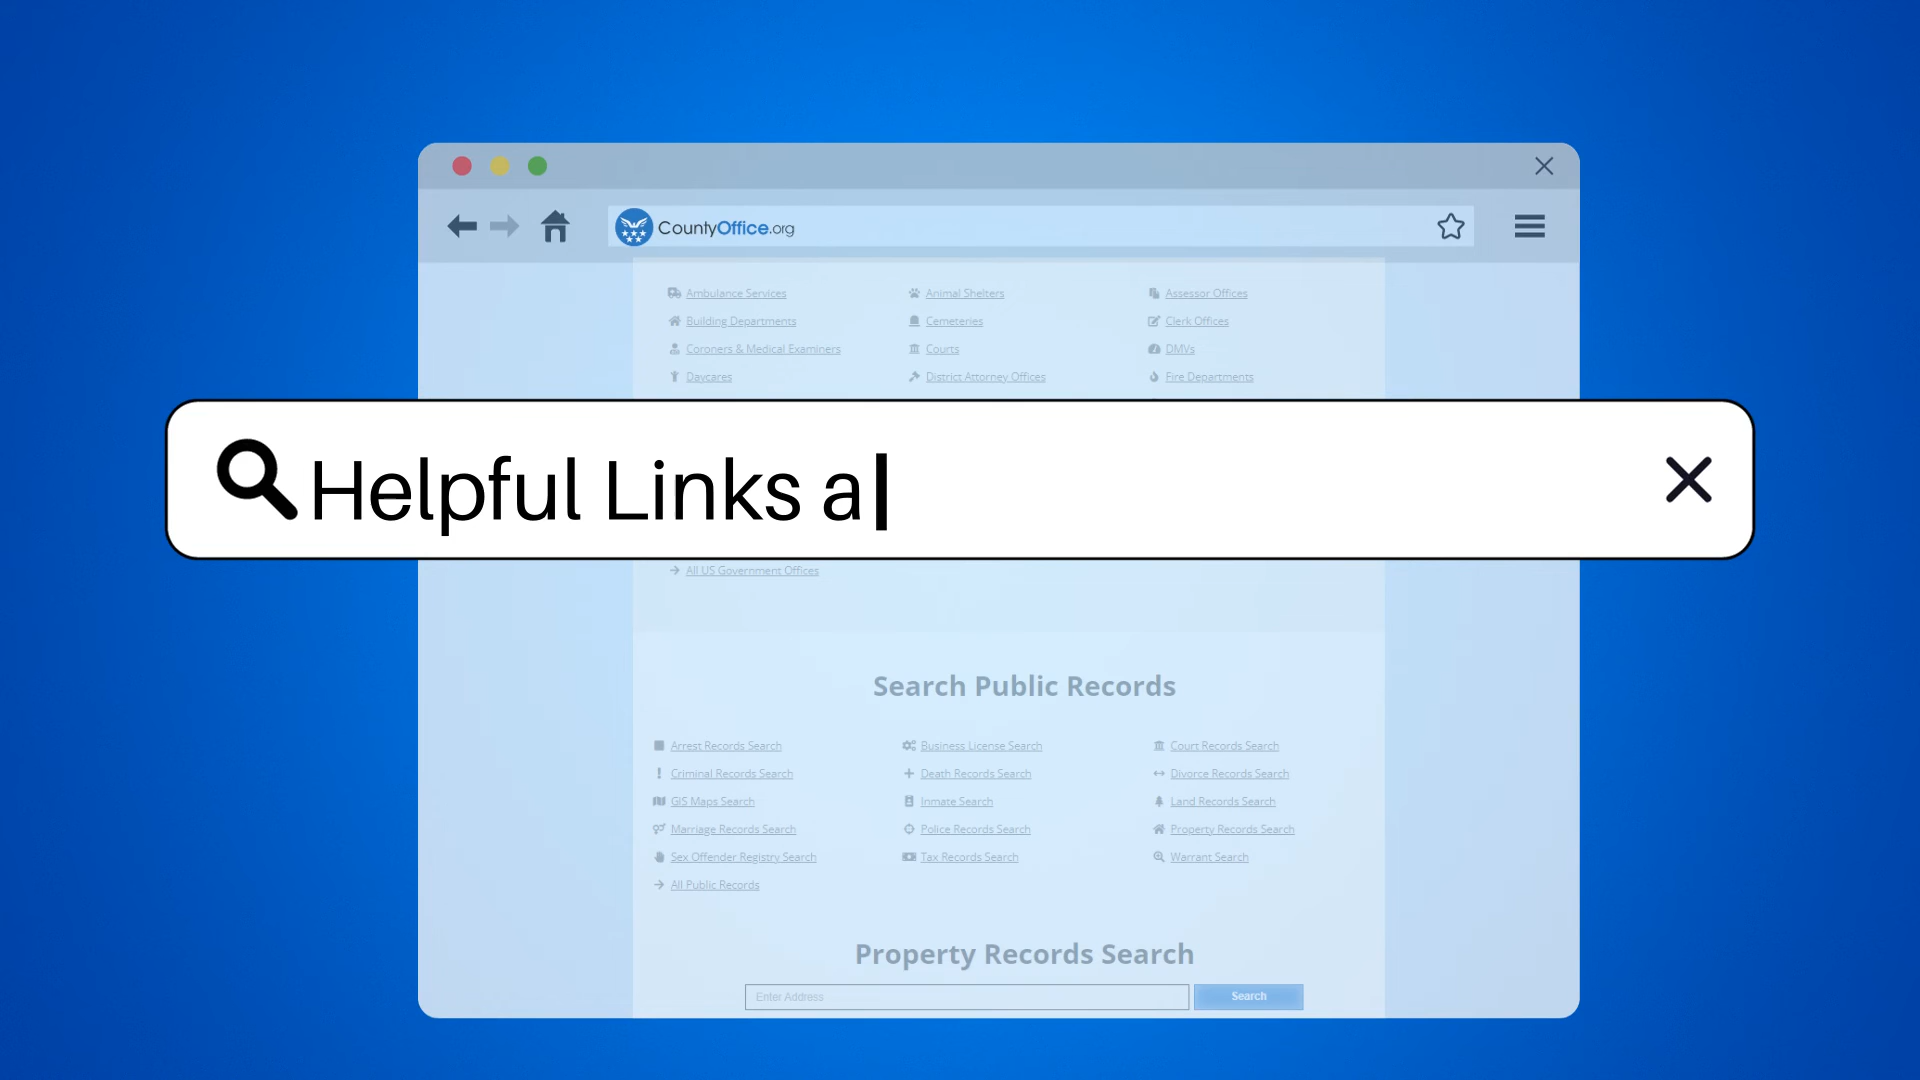 CountyOffice.org
Ambulance Services Animal Shelters Assessor Offices
Building Departments Cemeteries Clerk Offices
Coroners & Medical Examiners Courts DMVs
Daycares District Attorney Offices Fire Departments
Helpful Links a
All US Government Offices
Search Public Records
Arrest Records Search Business License Search Court Records Search
Criminal Records Search Death Records Search Divorce Records Search
GIS Maps Search Inmate Search Land Records Search
Marriage Records Search Police Records Search Property Records Search
Sex Offender Registry Search Tax Records Search Warrant Search
All Public Records
Property Records Search
Enter Address Search